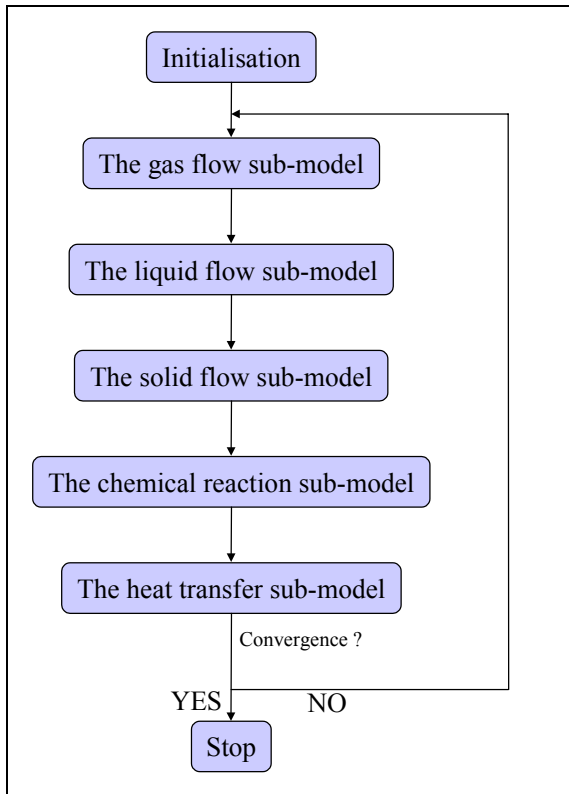 Initialisation
The gas flow sub-model
The liquid flow sub-model
The solid flow sub-model
The chemical reaction sub-model
The heat transfer sub-model
Convergence ?
YES NO
Stop